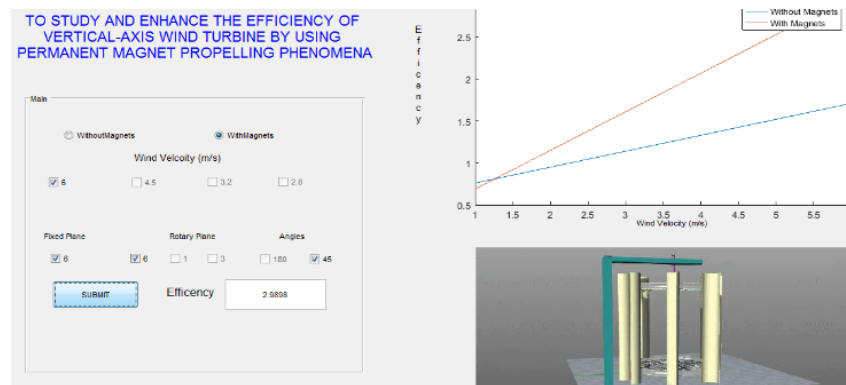 TO STUDY AND ENHANCE THE EFFICIENCY OF
VERTICAL-AXIS WIND TURBINE BY USING
PERMANENT MAGNET PROPELLING PHENOMENA
Main
WithoutMagnets WithMagnets
Wind Velcoity (m/s)
6 4.5 3.2 2.8
Fixed Plane Rotary Plane Angles
6 6 1 3 180 45
SUBMIT Efficency 2.9898
Efficency
Without Magnets
With Magnets
2.5
2
1.5
1
0.5
1 1.5 2 2.5 3 3.5 4 4.5 5 5.5
Wind Velocity (m/s)